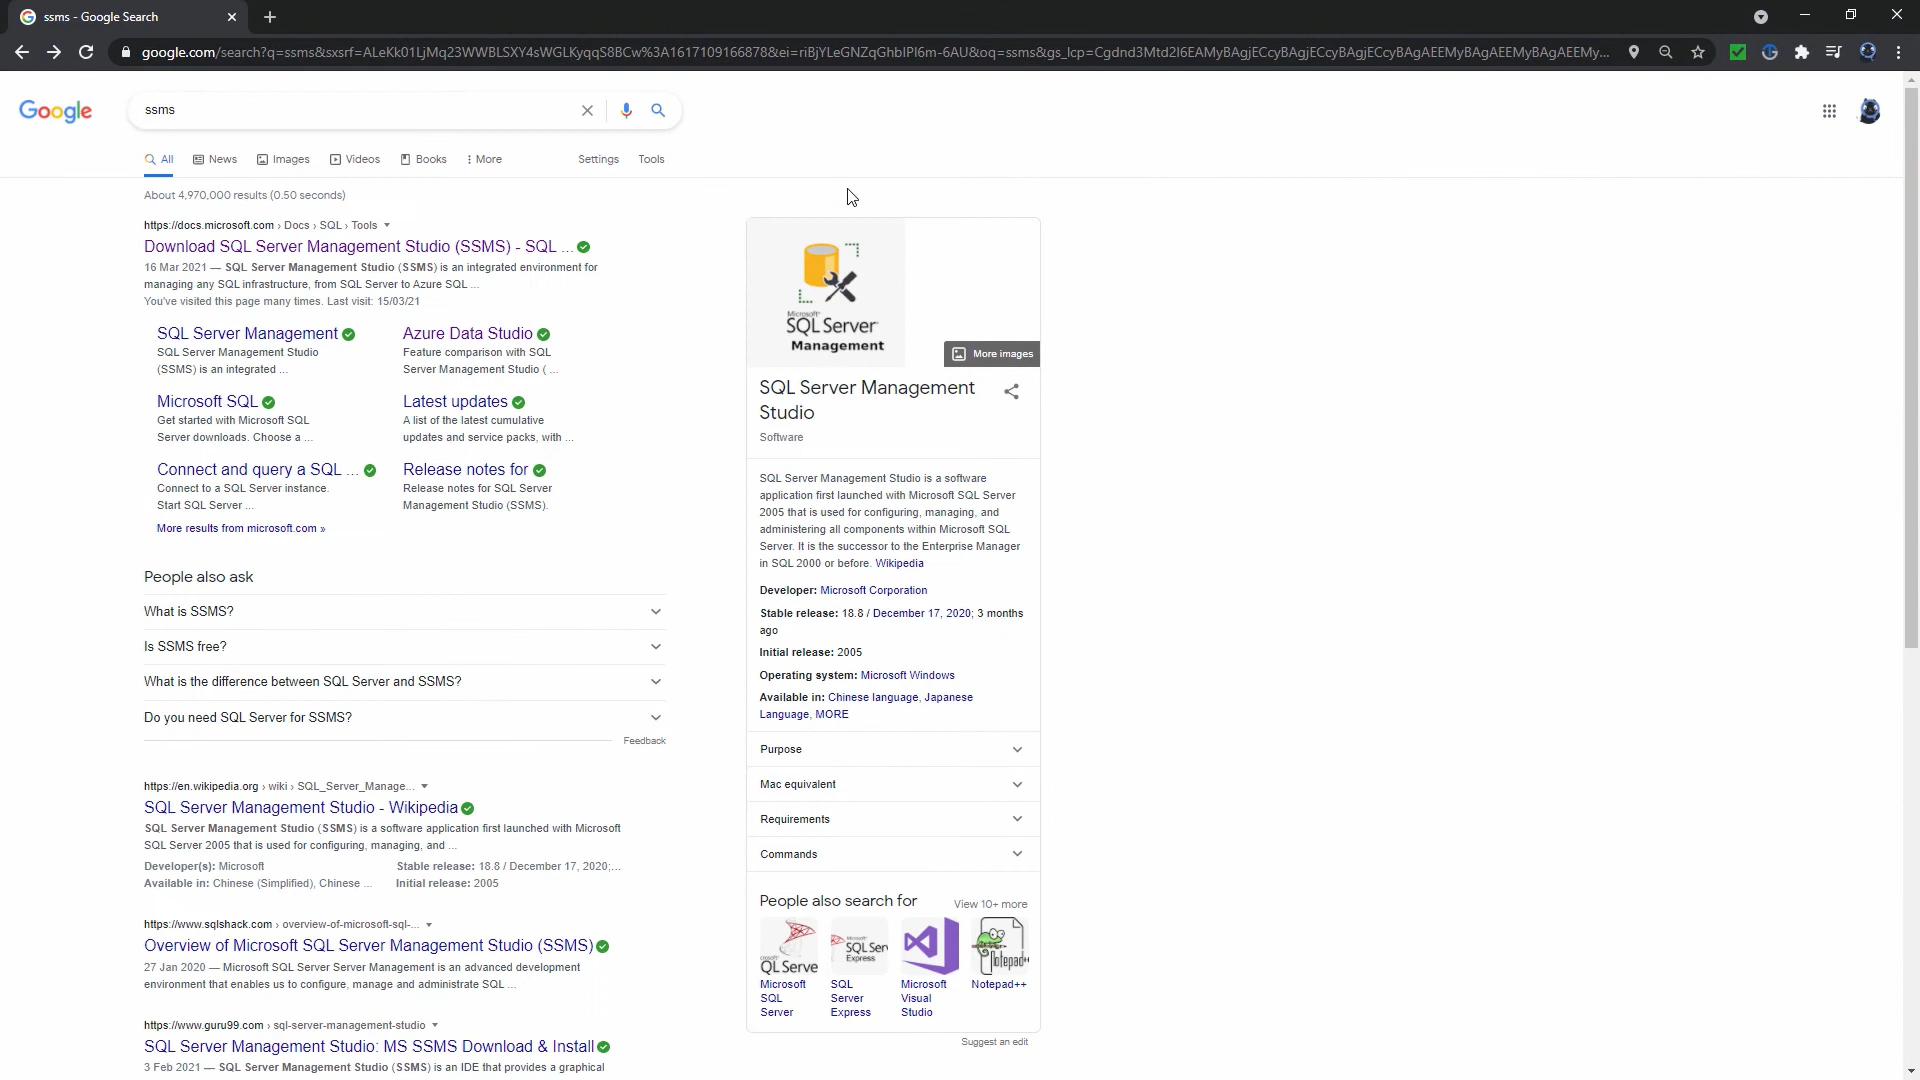 ssms - Google Search
google.com/search?q=ssms&sxsrf=ALeKk01LjMq23WWBLSXY4sWGLKyqqS8BCw%3A1617109166878&ei=riBjYLeGNZqGhbIPl6m-6AU&oq=ssms&gs_lcp=Cgdnd3Mtd2l6EAMyBAgjECcyBAgjECcyBAgjECcyBAgAEEMyBAgAEEMyBAgAEEMy...
Google
ssms
All News Images Videos Books More Settings Tools
About 4,970,000 results (0.50 seconds)
https://docs.microsoft.com › Docs › SQL › Tools
Download SQL Server Management Studio (SSMS) - SQL ...
16 Mar 2021 — SQL Server Management Studio (SSMS) is an integrated environment for
managing any SQL infrastructure, from SQL Server to Azure SQL ...
You've visited this page many times. Last visit: 15/03/21
SQL Server Management
SQL Server Management Studio
(SSMS) is an integrated ...
Azure Data Studio
Feature comparison with SQL
Server Management Studio ( ...
Microsoft SQL
Get started with Microsoft SQL
Server downloads. Choose a ...
Latest updates
A list of the latest cumulative
updates and service packs, with ...
Connect and query a SQL ...
Connect to a SQL Server instance.
Start SQL Server ...
Release notes for
Release notes for SQL Server
Management Studio (SSMS).
More results from microsoft.com »
People also ask
What is SSMS?
Is SSMS free?
What is the difference between SQL Server and SSMS?
Do you need SQL Server for SSMS?
Feedback
https://en.wikipedia.org › wiki › SQL_Server_Manage...
SQL Server Management Studio - Wikipedia
SQL Server Management Studio (SSMS) is a software application first launched with Microsoft
SQL Server 2005 that is used for configuring, managing, and ...
Developer(s): Microsoft Stable release: 18.8 / December 17, 2020;...
Available in: Chinese (Simplified), Chinese ... Initial release: 2005
https://www.sqlshack.com › overview-of-microsoft-sql-...
Overview of Microsoft SQL Server Management Studio (SSMS)
27 Jan 2020 — Microsoft SQL Server Server Management is an advanced development
environment that enables us to configure, manage and administrate SQL ...
https://www.guru99.com › sql-server-management-studio
SQL Server Management Studio: MS SSMS Download & Install
3 Feb 2021 — SQL Server Management Studio (SSMS) is an IDE that provides a graphical
Microsoft
SQL Server
Management
More images
SQL Server Management
Studio
Software
SQL Server Management Studio is a software
application first launched with Microsoft SQL Server
2005 that is used for configuring, managing, and
administering all components within Microsoft SQL
Server. It is the successor to the Enterprise Manager
in SQL 2000 or before. Wikipedia
Developer: Microsoft Corporation
Stable release: 18.8 / December 17, 2020; 3 months
ago
Initial release: 2005
Operating system: Microsoft Windows
Available in: Chinese language, Japanese
Language, MORE
Purpose
Mac equivalent
Requirements
Commands
People also search for
View 10+ more
QL Serve
SQL Ser
Express
Notepad+
Microsoft
SQL
Server
SQL
Server
Express
Microsoft
Visual
Studio
Notepad++
Suggest an edit